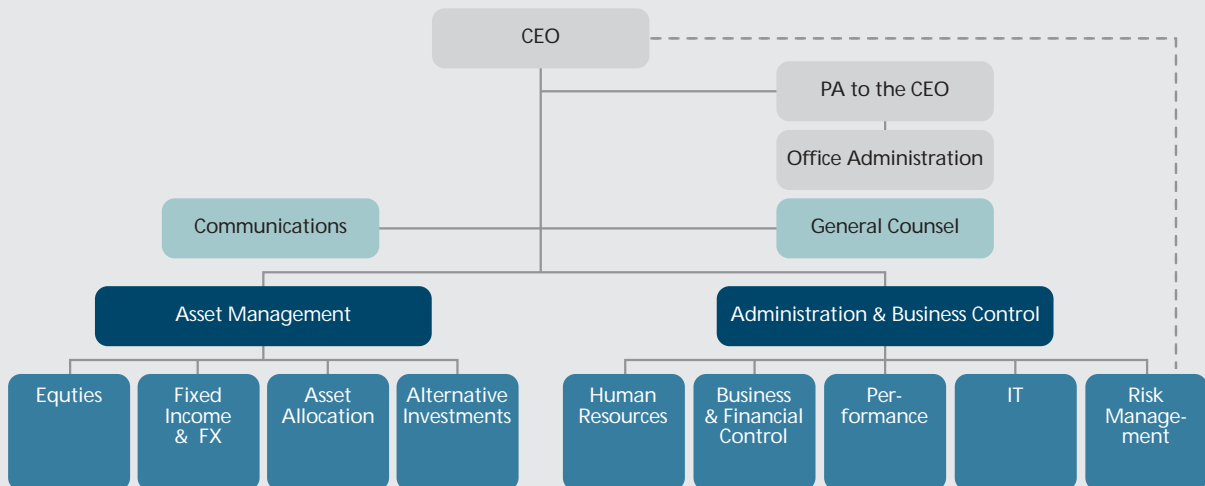 CEO
PA to the CEO
Office Administration
Communications
General Counsel
Asset Management
Administration & Business Control
Equties
Fixed
Income
& FX
Asset
Allocation
Alternative
Investments
Human
Resources
Business
& Financial
Control
Per-
formance
IT
Risk
Manage-
ment